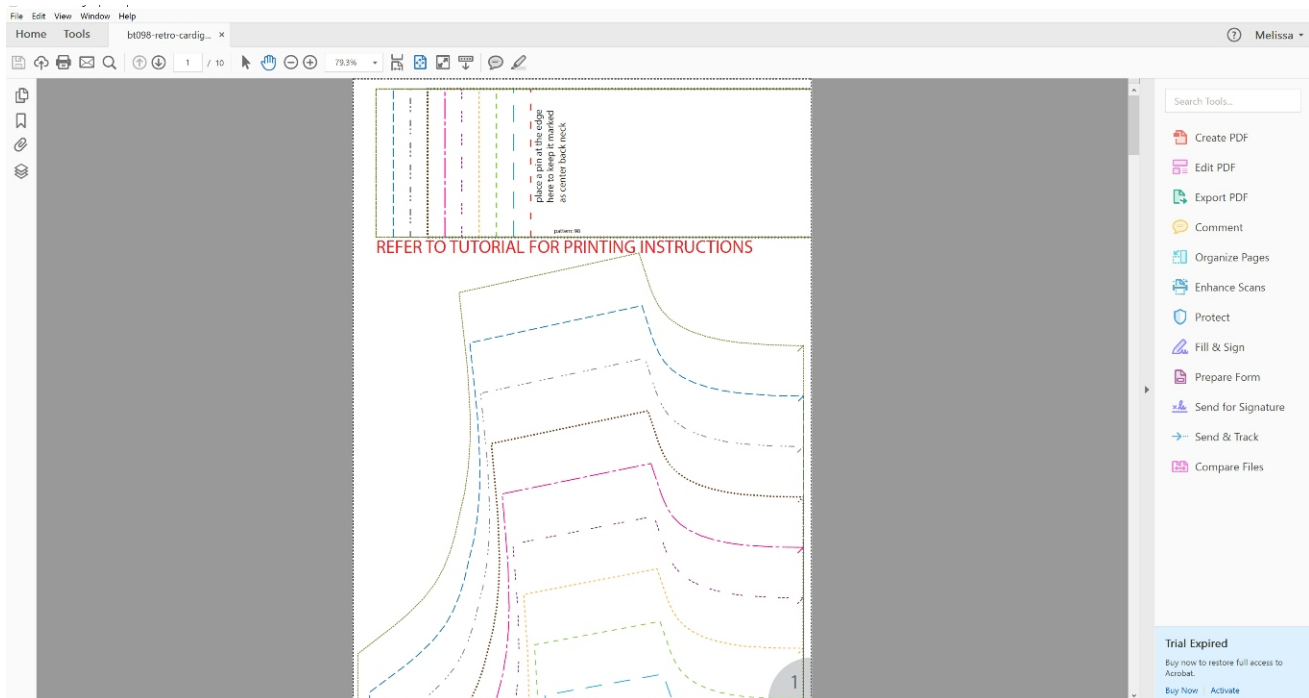 File Edit View Window Help
Home Tools bt098-retro-cardig... × Melissa
1 / 10 79.3%
place a pin at the edge
here to keep it marked
as center back neck
pattern: 98
REFER TO TUTORIAL FOR PRINTING INSTRUCTIONS
1
Search Tools...
Create PDF
Edit PDF
Export PDF
Comment
Organize Pages
Enhance Scans
Protect
Fill & Sign
Prepare Form
Send for Signature
Send & Track
Compare Files
Trial Expired
Buy now to restore full access to
Acrobat.
Buy Now Activate